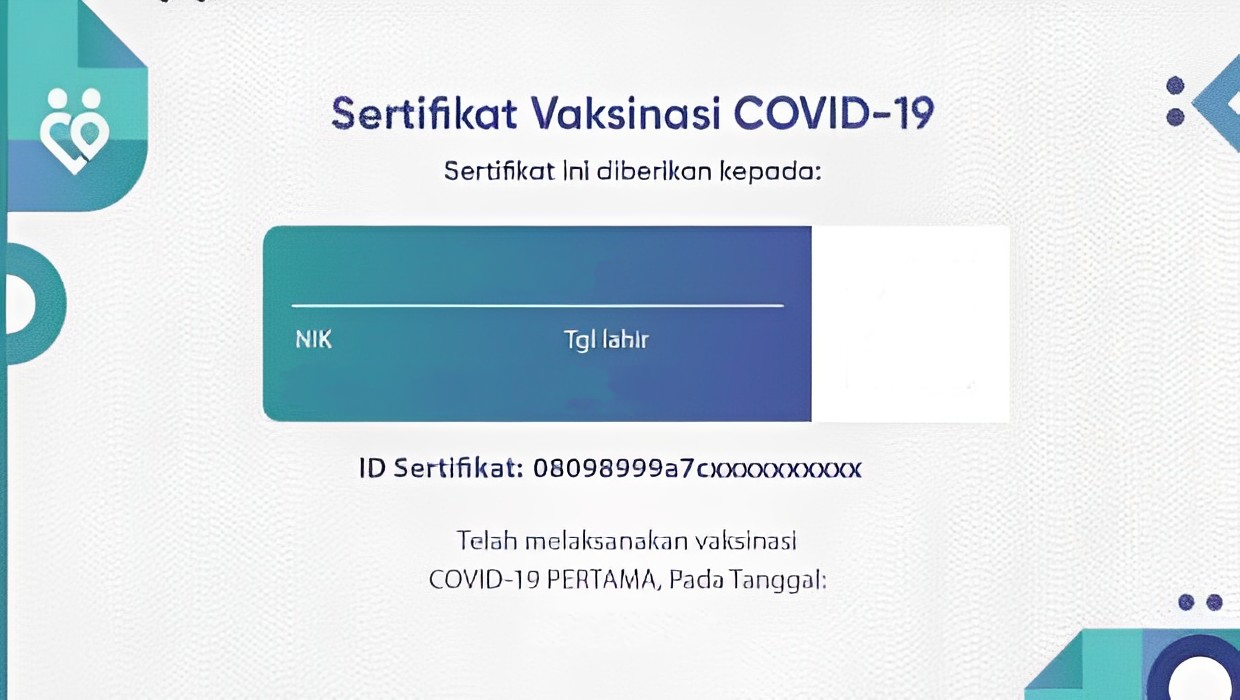 Sertifikat Vaksinasi COVID-19
Sertifikat ini diberikan kepada:
NIK Tgl lahir
ID Sertifikat: 08098999a7cxxxxxxxxxx
Telah melaksanakan vaksinasi
COVID-19 PERTAMA, Pada Tanggal: